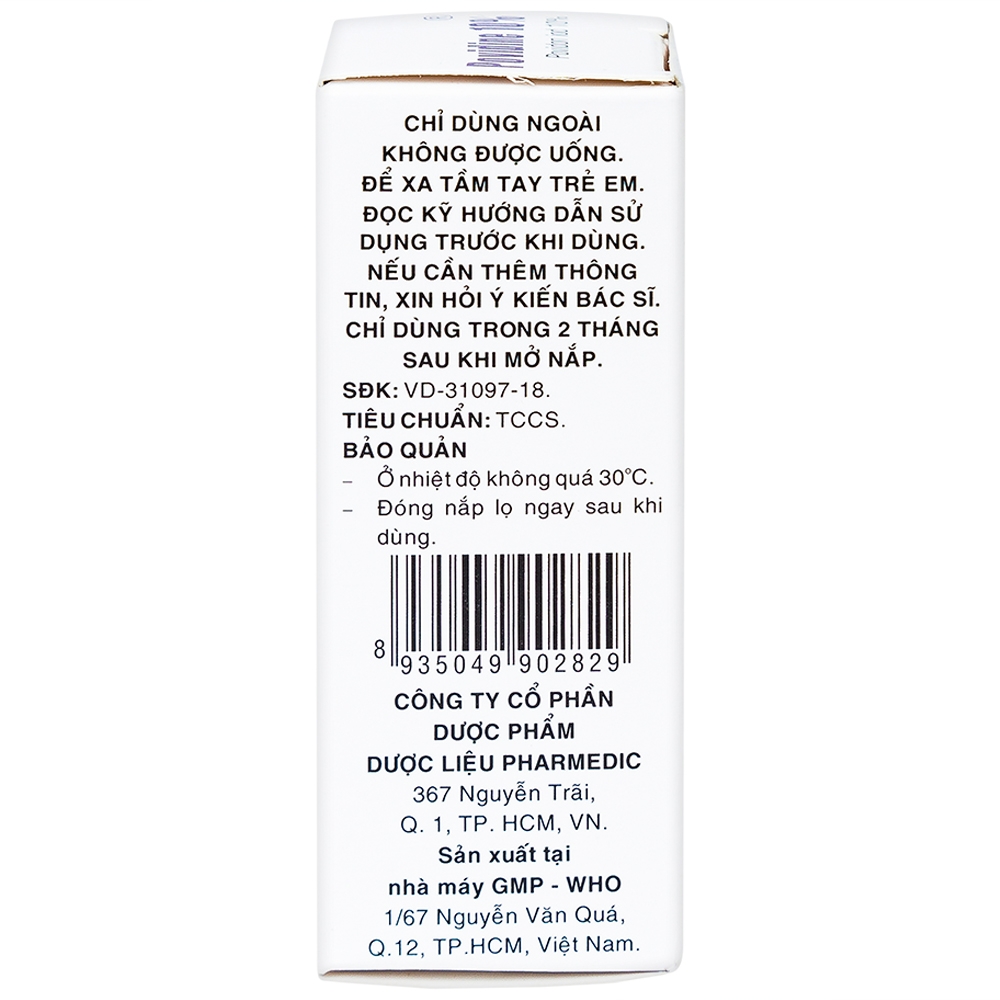 Povidine 10%
Povidon iod 10%
CHỈ DÙNG NGOÀI
KHÔNG ĐƯỢC UỐNG.
ĐỂ XA TẦM TAY TRẺ EM.
ĐỌC KỸ HƯỚNG DẪN SỬ
DỤNG TRƯỚC KHI DÙNG.
NẾU CẦN THÊM THÔNG
TIN, XIN HỎI Ý KIẾN BÁC SĨ.
CHỈ DÙNG TRONG 2 THÁNG
SAU KHI MỞ NẮP.
SĐK: VD-31097-18.
TIÊU CHUẨN: TCCS.
BẢO QUẢN
– Ở nhiệt độ không quá 30°C.
– Đóng nắp lọ ngay sau khi
dùng.
8 935049 902829
CÔNG TY CỔ PHẦN
DƯỢC PHẨM
DƯỢC LIỆU PHARMEDIC
367 Nguyễn Trãi,
Q. 1, TP. HCM, VN.
Sản xuất tại
nhà máy GMP - WHO
1/67 Nguyễn Văn Quá,
Q.12, TP.HCM, Việt Nam.